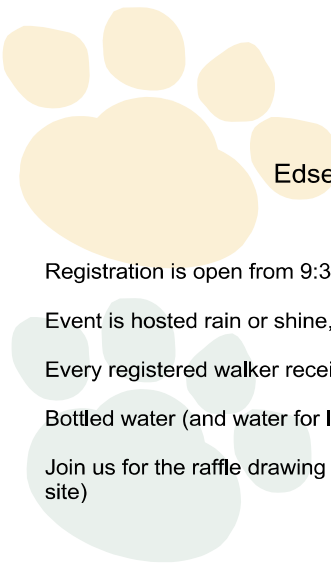 Edse
Registration is open from 9:3
Event is hosted rain or shine,
Every registered walker recei
Bottled water (and water for l
Join us for the raffle drawing
site)